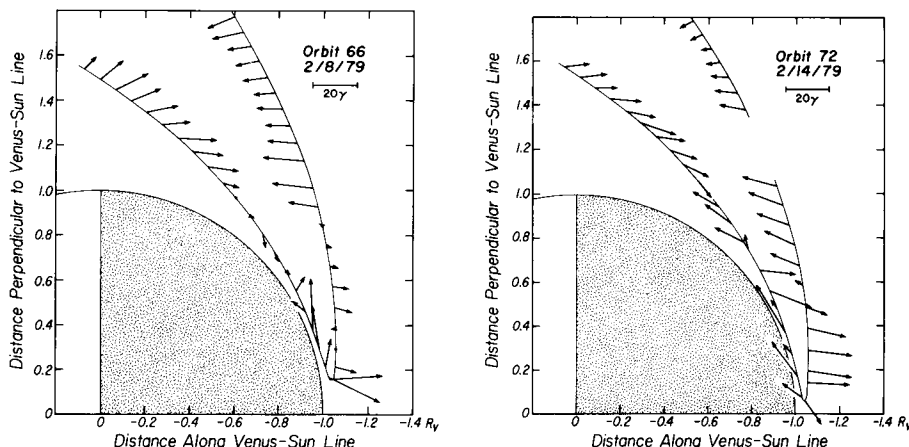 Distance Perpendicular to Venus-Sun Line
1.6
1.4
1.2
1.0
0.8
0.6
0.4
0.2
0
Orbit 66
2/8/79
20γ
0 -0.2 -0.4 -0.6 -0.8 -1.0 -1.2 -1.4 Rv
Distance Along Venus-Sun Line
Distance Perpendicular to Venus-Sun Line
1.8
1.6
1.4
1.2
1.0
0.8
0.6
0.4
0.2
0
Orbit 72
2/14/79
20γ
0 -0.2 -0.4 -0.6 -0.8 -1.0 -1.2 -1.4 Rv
Distance Along Venus-Sun Line